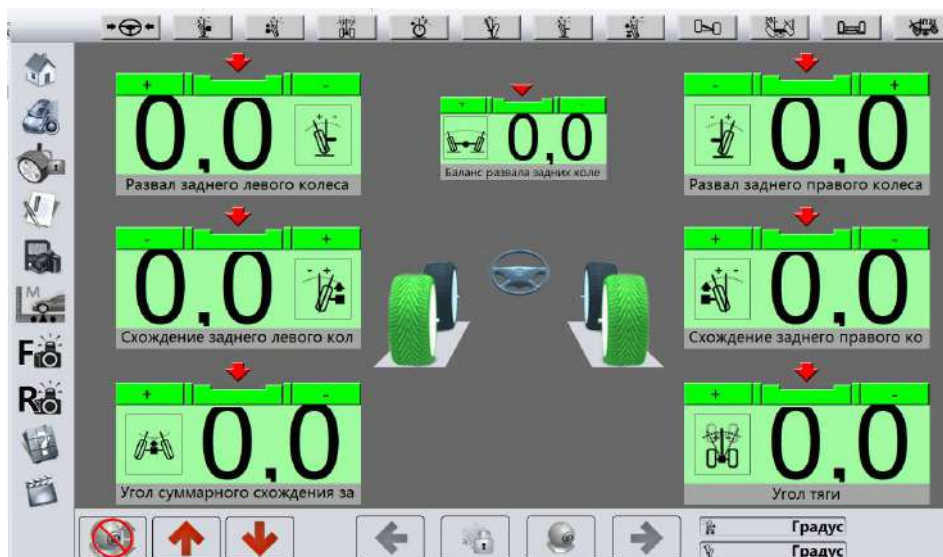 + -
0,0
Развал заднего левого колеса
+ -
0,0
Баланс развала задних коле
- +
0,0
Развал заднего правого колеса
- +
0,0
Схождение заднего левого кол
+ -
0,0
Схождение заднего правого ко
+ -
0,0
Угол суммарного схождения за
+ -
0,0
Угол тяги
M
F
R
Градус
Градус